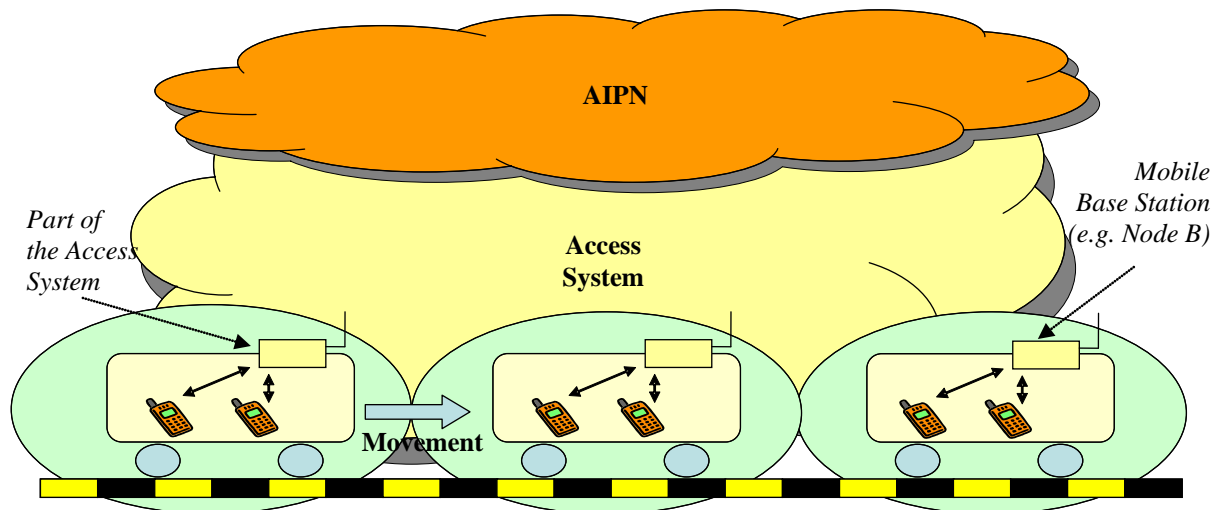 AIPN
Mobile
Base Station
(e.g. Node B)
Part of
the Access
System
Access
System
Movement